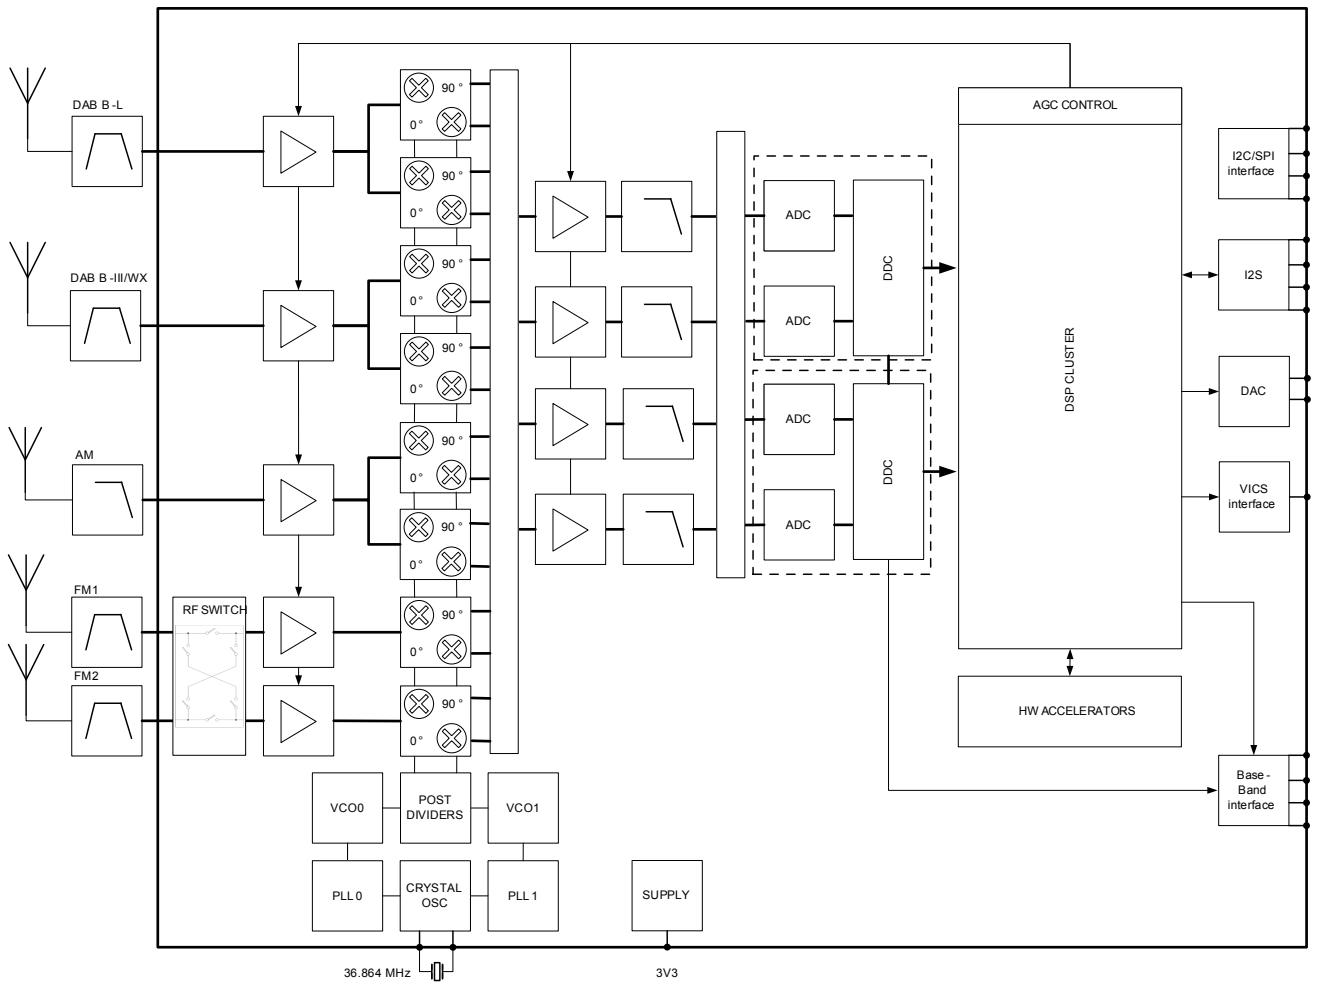 AGC CONTROL
DAB B-L
90°
0°
I2C/SPI
interface
90°
0°
ADC
DAB B-III/WX
90°
0°
DDC
I2S
ADC
90°
0°
DSP CLUSTER
DAC
ADC
AM
90°
0°
DDC
VICS
interface
90°
0°
ADC
FM1
RF SWITCH
90°
0°
FM2
90°
0°
HW ACCELERATORS
VCO0
POST
DIVIDERS
VCO1
Base-
Band
interface
PLL 0
CRYSTAL
OSC
PLL 1
SUPPLY
36.864 MHz
3V3